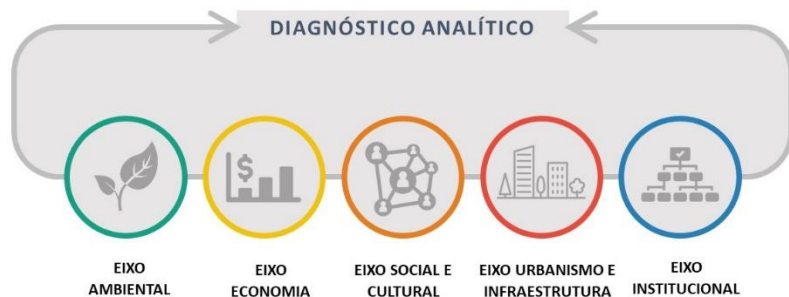 DIAGNÓSTICO ANALÍTICO
$
EIXO
AMBIENTAL
EIXO
ECONOMIA
EIXO SOCIAL E
CULTURAL
EIXO URBANISMO E
INFRAESTRUTURA
EIXO
INSTITUCIONAL